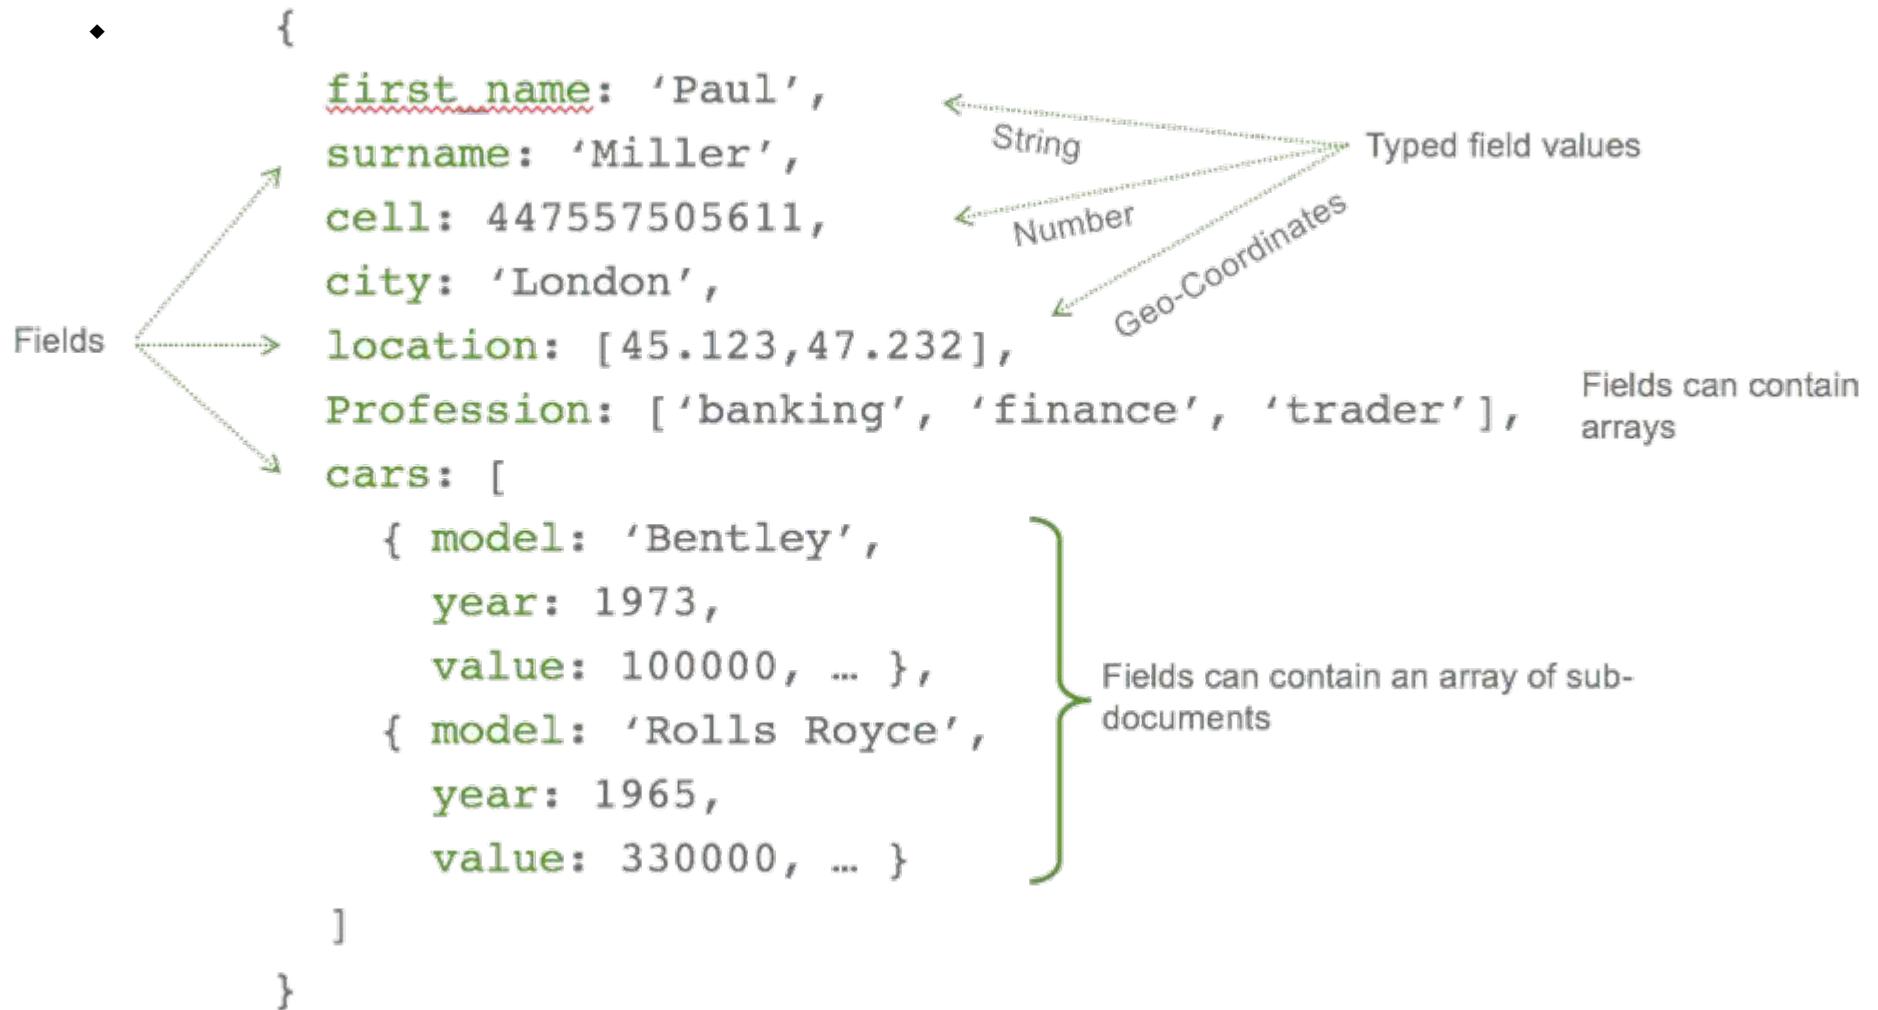 ◆ {
first_name: ‘Paul’,
surname: ‘Miller’,
cell: 447557505611,
city: ‘London’,
location: [45.123,47.232],
Profession: [‘banking’, ‘finance’, ‘trader’],
cars: [
{ model: ‘Bentley’,
year: 1973,
value: 100000, … },
{ model: ‘Rolls Royce’,
year: 1965,
value: 330000, … }
]
}
Fields
String
Number
Geo-Coordinates
Typed field values
Fields can contain
arrays
Fields can contain an array of sub-
documents